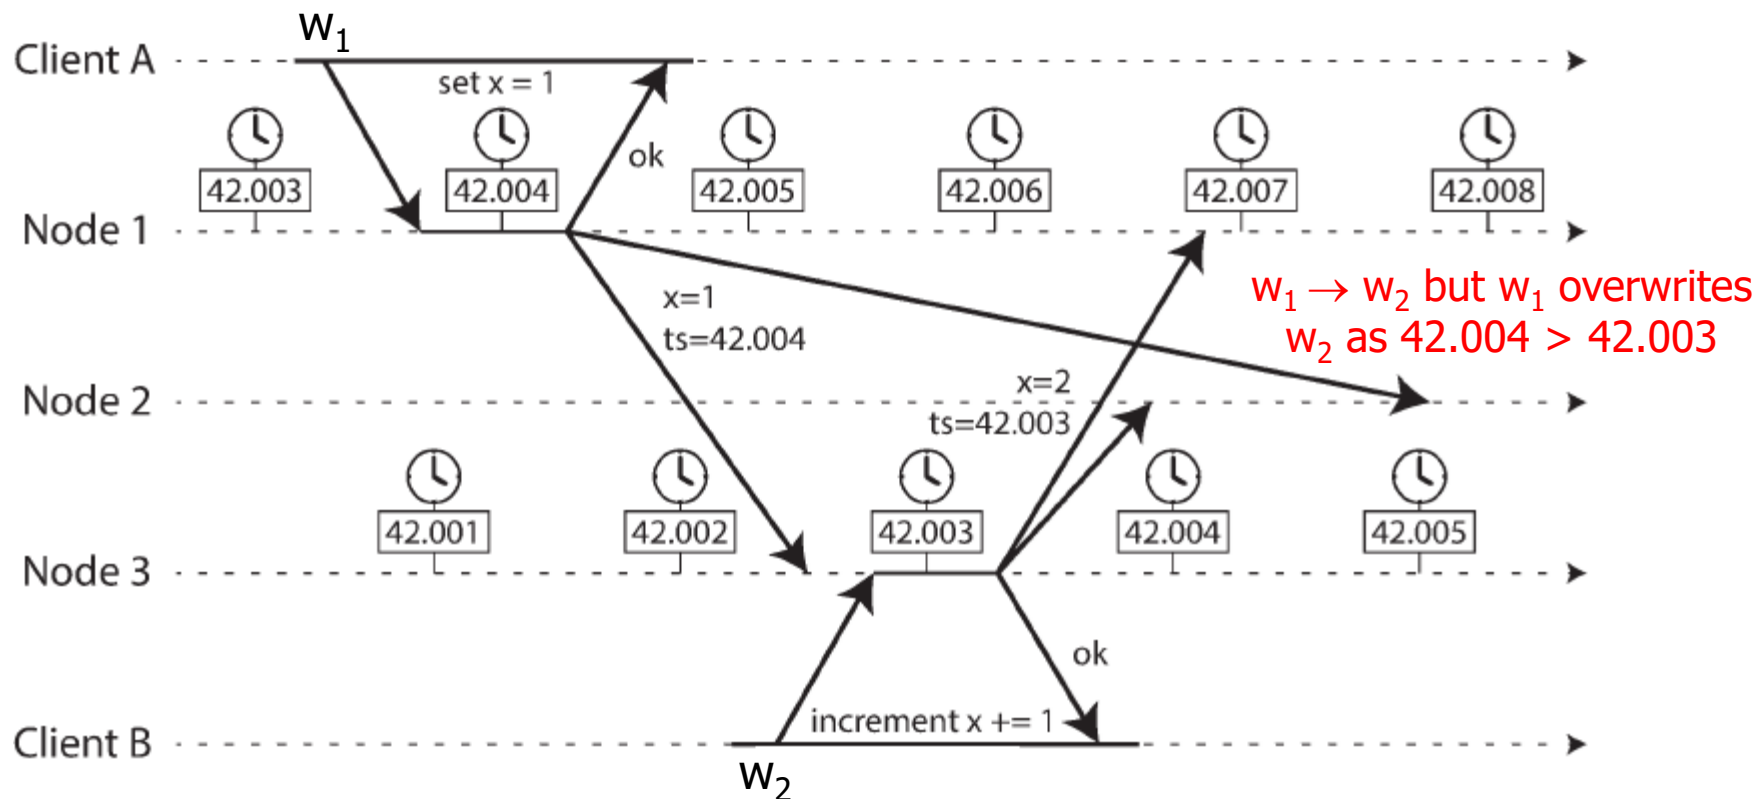 w₁
Client A
set x = 1
ok
42.003
42.004
42.005
42.006
42.007
42.008
Node 1
x=1
ts=42.004
w₁ → w₂ but w₁ overwrites
w₂ as 42.004 > 42.003
Node 2
x=2
ts=42.003
42.001
42.002
42.003
42.004
42.005
Node 3
ok
increment x += 1
Client B
w₂